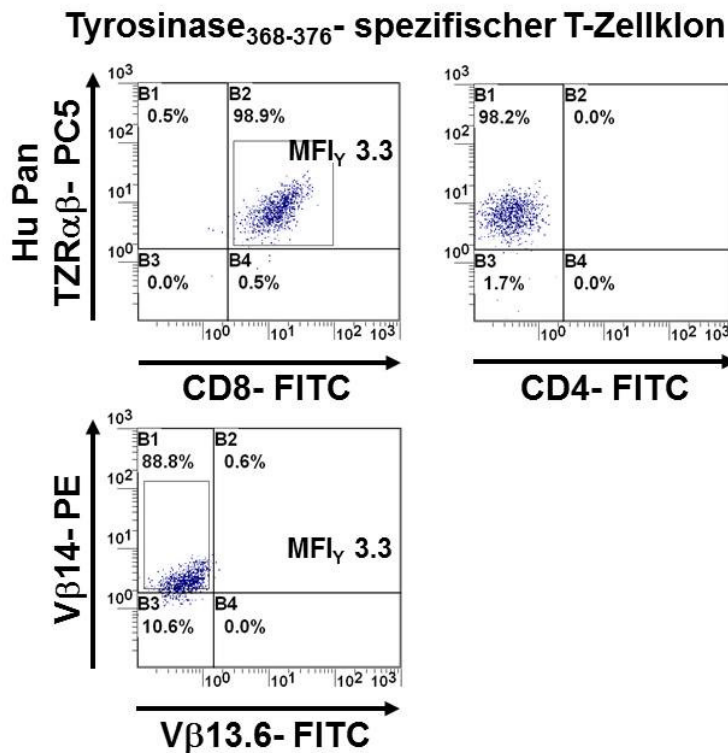 Tyrosinase368-376- spezifischer T-Zellklon
Hu Pan
TZRαβ- PC5
10³
10²
10¹
10⁰
B1
0.5%
B2
98.9%
MFIY 3.3
B3
0.0%
B4
0.5%
10⁰ 10¹ 10² 10³
CD8- FITC
10³
10²
10¹
10⁰
B1
98.2%
B2
0.0%
B3
1.7%
B4
0.0%
10⁰ 10¹ 10² 10³
CD4- FITC
Vβ14- PE
10³
10²
10¹
10⁰
B1
88.8%
B2
0.6%
MFIY 3.3
B3
10.6%
B4
0.0%
10⁰ 10¹ 10² 10³
Vβ13.6- FITC